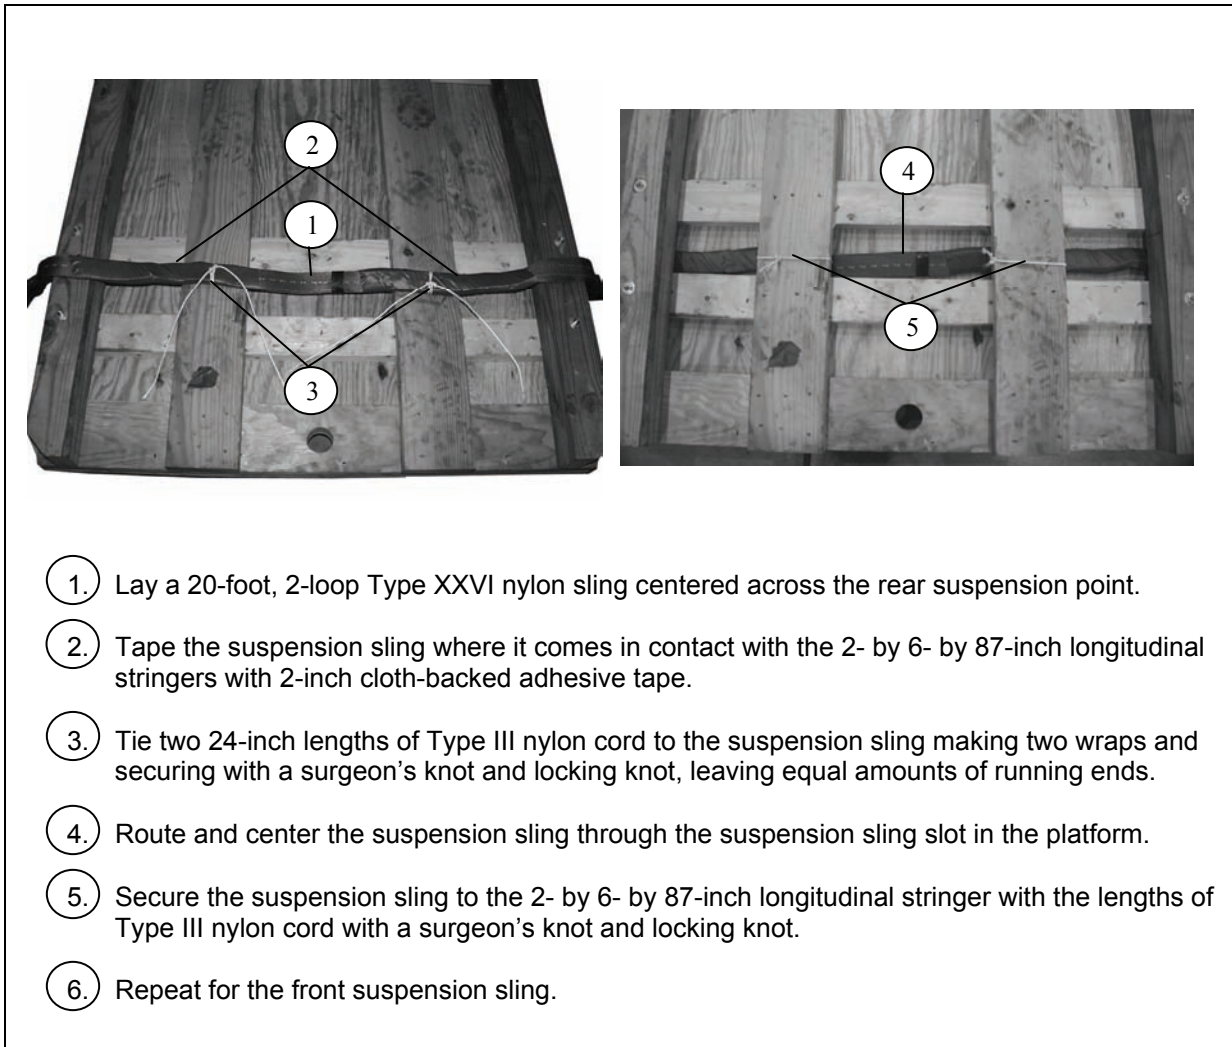 2
1
3
4
5
1. Lay a 20-foot, 2-loop Type XXVI nylon sling centered across the rear suspension point.
2. Tape the suspension sling where it comes in contact with the 2- by 6- by 87-inch longitudinal
stringers with 2-inch cloth-backed adhesive tape.
3. Tie two 24-inch lengths of Type III nylon cord to the suspension sling making two wraps and
securing with a surgeon’s knot and locking knot, leaving equal amounts of running ends.
4. Route and center the suspension sling through the suspension sling slot in the platform.
5. Secure the suspension sling to the 2- by 6- by 87-inch longitudinal stringer with the lengths of
Type III nylon cord with a surgeon’s knot and locking knot.
6. Repeat for the front suspension sling.